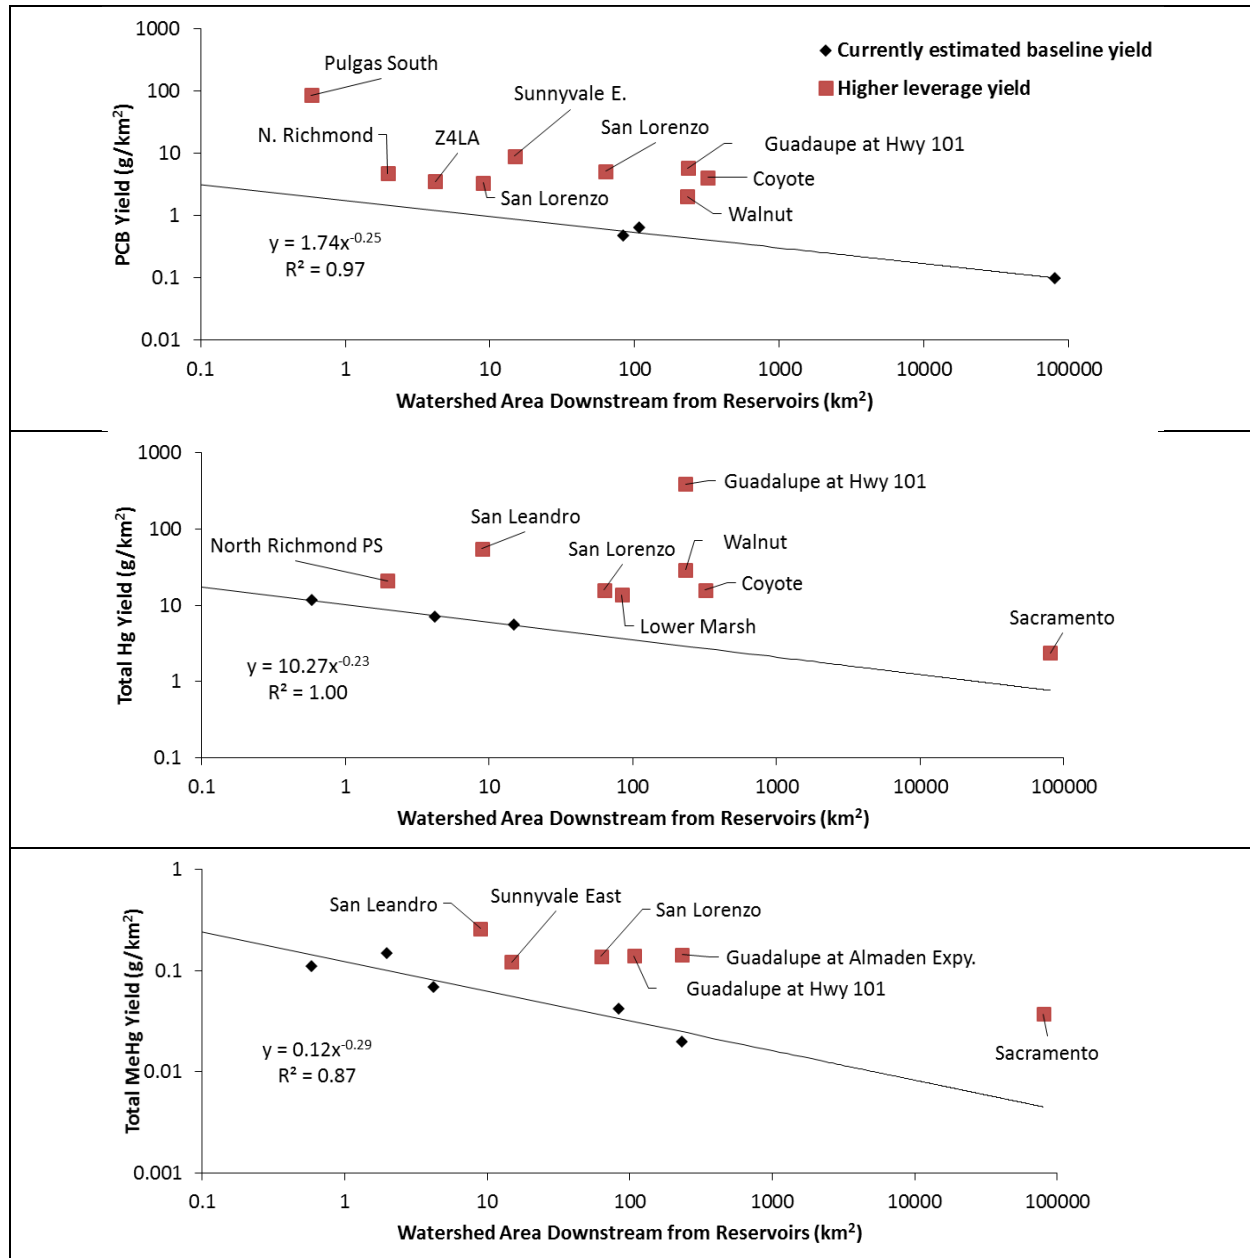 1000
Currently estimated baseline yield
Pulgas South
Higher leverage yield
100
Sunnyvale E.
N. Richmond
Z4LA
San Lorenzo
Guadaupe at Hwy 101
10
Coyote
San Lorenzo
Walnut
1
y = 1.74x^-0.25
R² = 0.97
0.1
0.01
PCB Yield (g/km²)
0.1 1 10 100 1000 10000 100000
Watershed Area Downstream from Reservoirs (km²)
1000
Guadalupe at Hwy 101
100
San Leandro
North Richmond PS
San Lorenzo
Walnut
Coyote
10
Lower Marsh
Sacramento
y = 10.27x^-0.23
R² = 1.00
1
0.1
Total Hg Yield (g/km²)
0.1 1 10 100 1000 10000 100000
Watershed Area Downstream from Reservoirs (km²)
1
San Leandro
Sunnyvale East
San Lorenzo
Guadalupe at Almaden Expy.
0.1
Guadalupe at Hwy 101
Sacramento
y = 0.12x^-0.29
R² = 0.87
0.01
0.001
Total MeHg Yield (g/km²)
0.1 1 10 100 1000 10000 100000
Watershed Area Downstream from Reservoirs (km²)